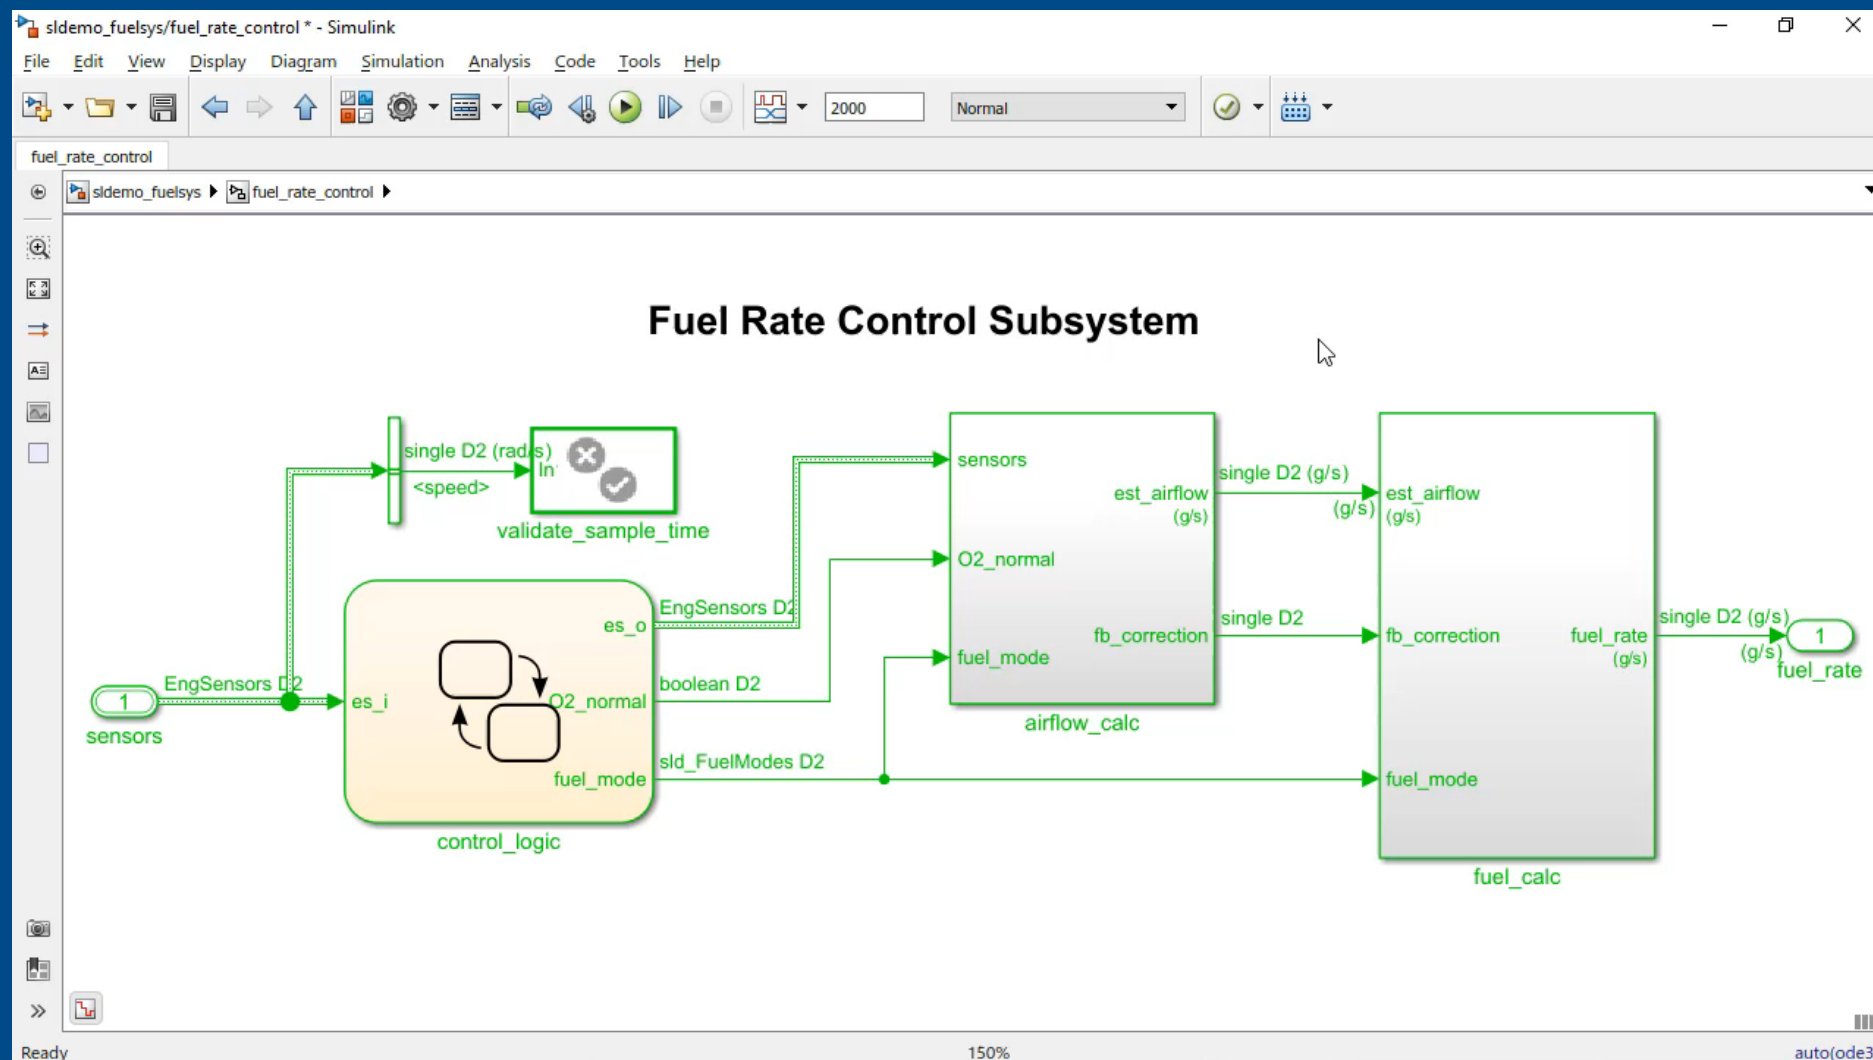 sldemo_fuelsys/fuel_rate_control * - Simulink
File Edit View Display Diagram Simulation Analysis Code Tools Help
2000 Normal
fuel_rate_control
sldemo_fuelsys fuel_rate_control
Fuel Rate Control Subsystem
single D2 (rad/s)
In
<speed>
validate_sample_time
sensors
single D2 (g/s)
est_airflow
(g/s)
(g/s)
est_airflow
(g/s)
O2_normal
EngSensors D2
es_o
single D2
fb_correction
fb_correction
fuel_rate
(g/s)
single D2 (g/s)
(g/s)
1
fuel_rate
fuel_mode
EngSensors D2
1
sensors
es_i
boolean D2
O2_normal
airflow_calc
sld_FuelModes D2
fuel_mode
fuel_mode
control_logic
fuel_calc
Ready 150% auto(ode3